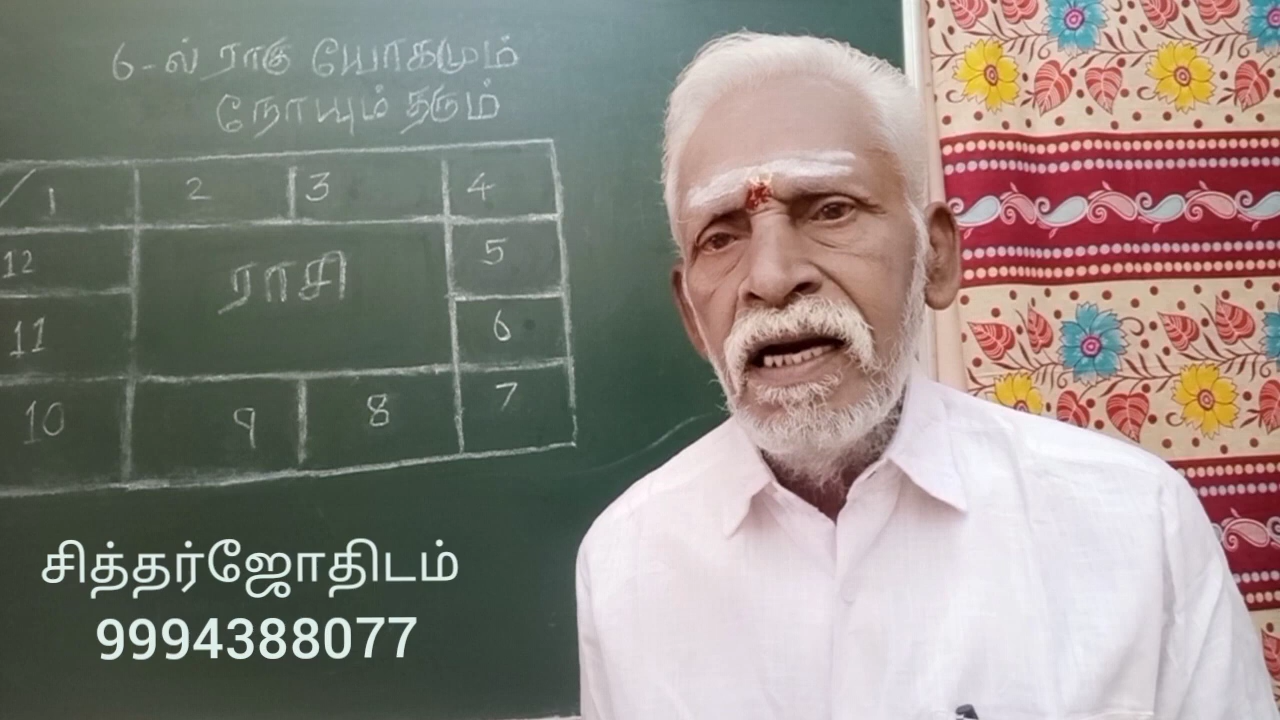 6-ல் ராகு யோகமும்
நோயும் தரும்
1 2 3 4
12 ராசி 5
11 6
10 9 8 7
சித்தர்ஜோதிடம்
9994388077